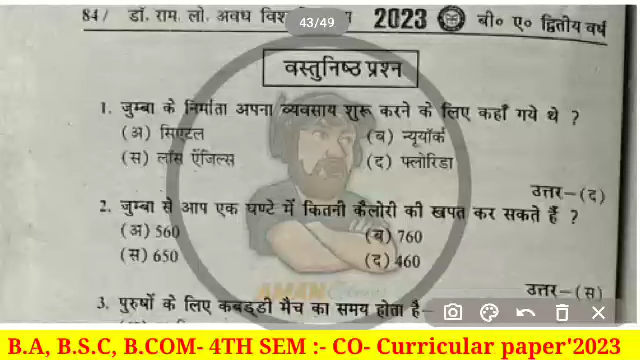 84/ डॉ. राम. लो. अवध 43/49 2023 बी० ए० द्वितीय वर्ष
वस्तुनिष्ठ प्रश्न
1. जुम्बा के निर्माता अपना व्यवसाय शुरू करने के लिए कहाँ गये थे ?
(अ) सिएटल (ब) न्यूयॉर्क
(स) लॉस ऐंजिल्स (द) फ्लोरिडा
उत्तर-(द)
2. जुम्बा से आप एक घण्टे में कितनी कैलोरी की खपत कर सकते हैं ?
(अ) 560 (ब) 760
(स) 650 (द) 460
उत्तर-(स)
3. पुरुषों के लिए कबड्डी मैच का समय होता है-
AMAN
B.A, B.S.C, B.COM- 4TH SEM :- CO- Curricular paper'2023